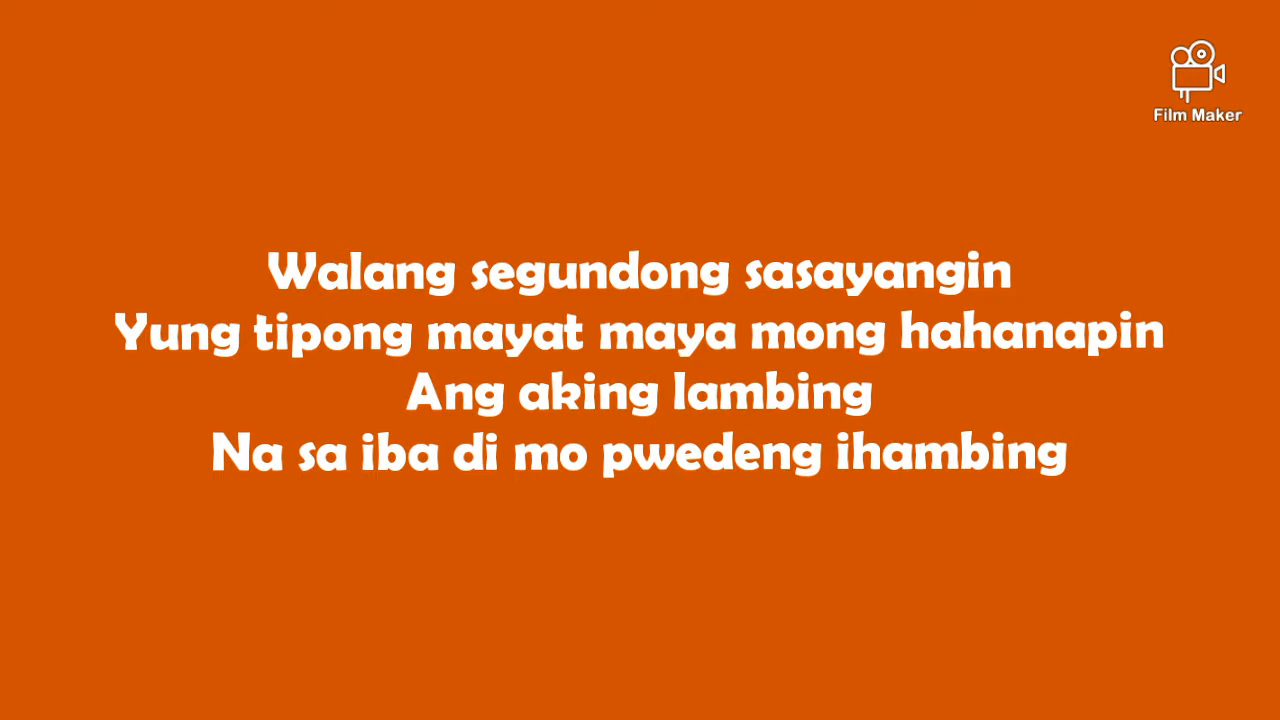 Film Maker
Walang segundong sasayangin
Yung tipong mayat maya mong hahanapin
Ang aking lambing
Na sa iba di mo pwedeng ihambing